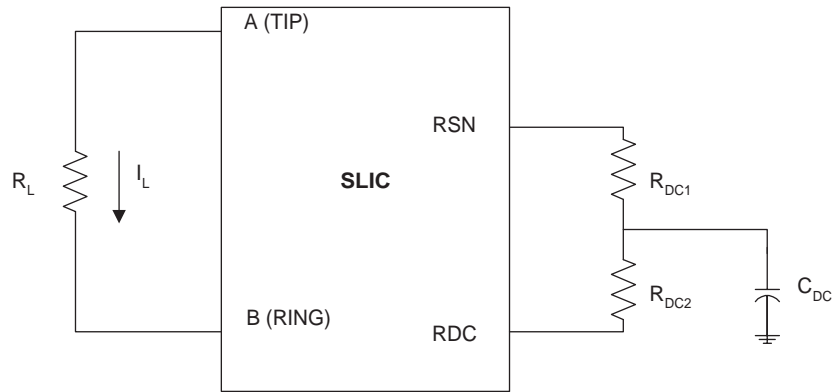 A (TIP)
RSN
R_L
I_L
SLIC
R_DC1
B (RING)
RDC
R_DC2
C_DC